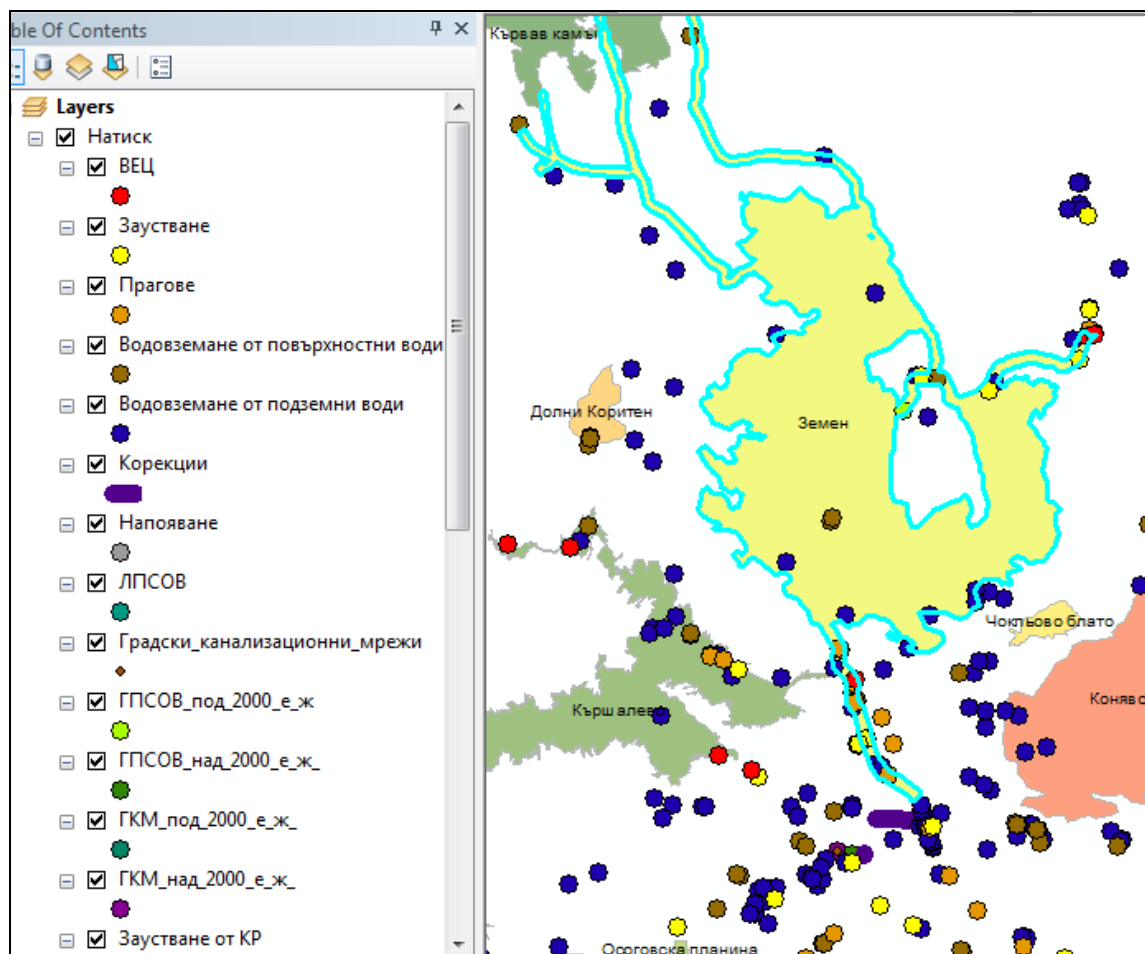 ble Of Contents
Layers
Натиск
ВЕЦ
Заустване
Прагове
Водовземане от повърхностни води
Водовземане от подземни води
Корекции
Напояване
ЛПСОВ
Градски_канализационни_мрежи
ГПСОВ_под_2000_е_ж
ГПСОВ_над_2000_е_ж_
ГКМ_под_2000_е_ж_
ГКМ_над_2000_е_ж_
Заустване от КР
Кървав камък
Долни Коритен
Земен
Чокльово блато
Коняво
Кършалево
Осоговска планина